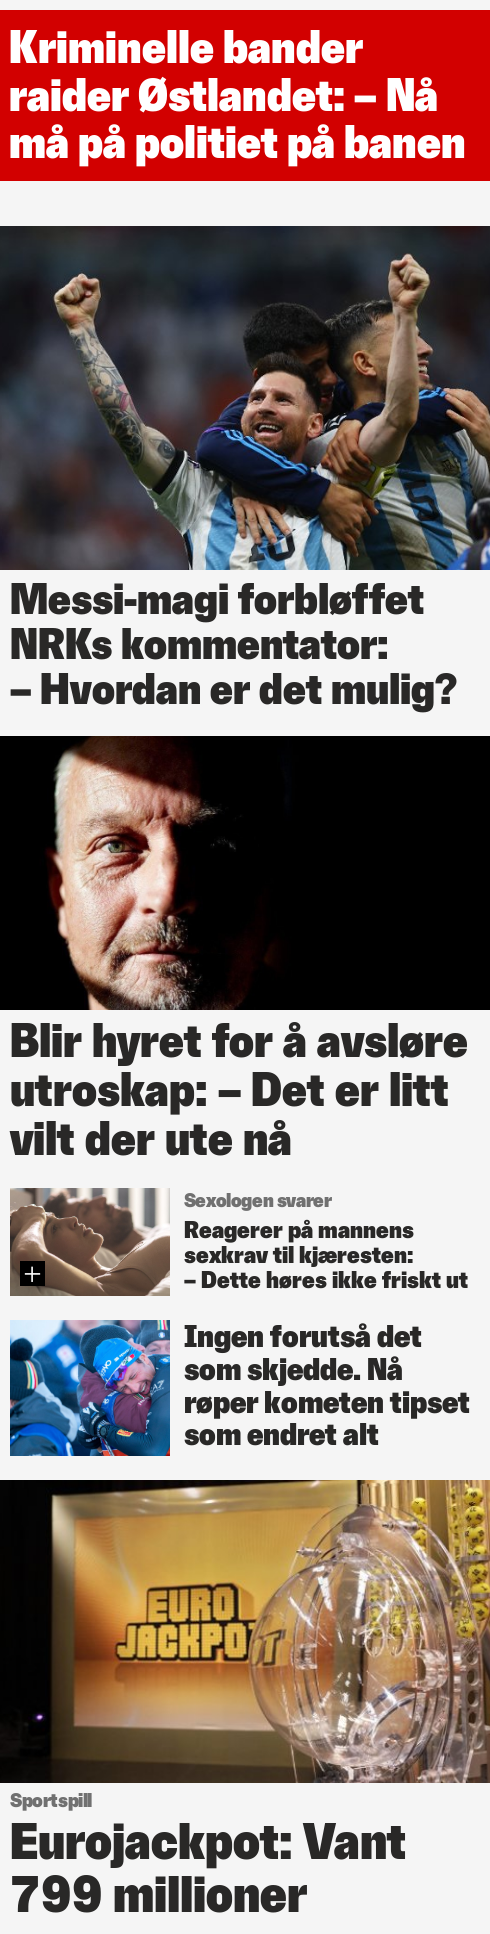 Kriminelle bander
raider Østlandet: – Nå
må på politiet på banen
10
5
Messi-magi forbløffet
NRKs kommentator:
– Hvordan er det mulig?
Blir hyret for å avsløre
utroskap: – Det er litt
vilt der ute nå
Sexologen svarer
Reagerer på mannens
sexkrav til kjæresten:
– Dette høres ikke friskt ut
Ingen forutså det
som skjedde. Nå
røper kometen tipset
som endret alt
EURO
JACKPOT
Sportspill
Eurojackpot: Vant
799 millioner